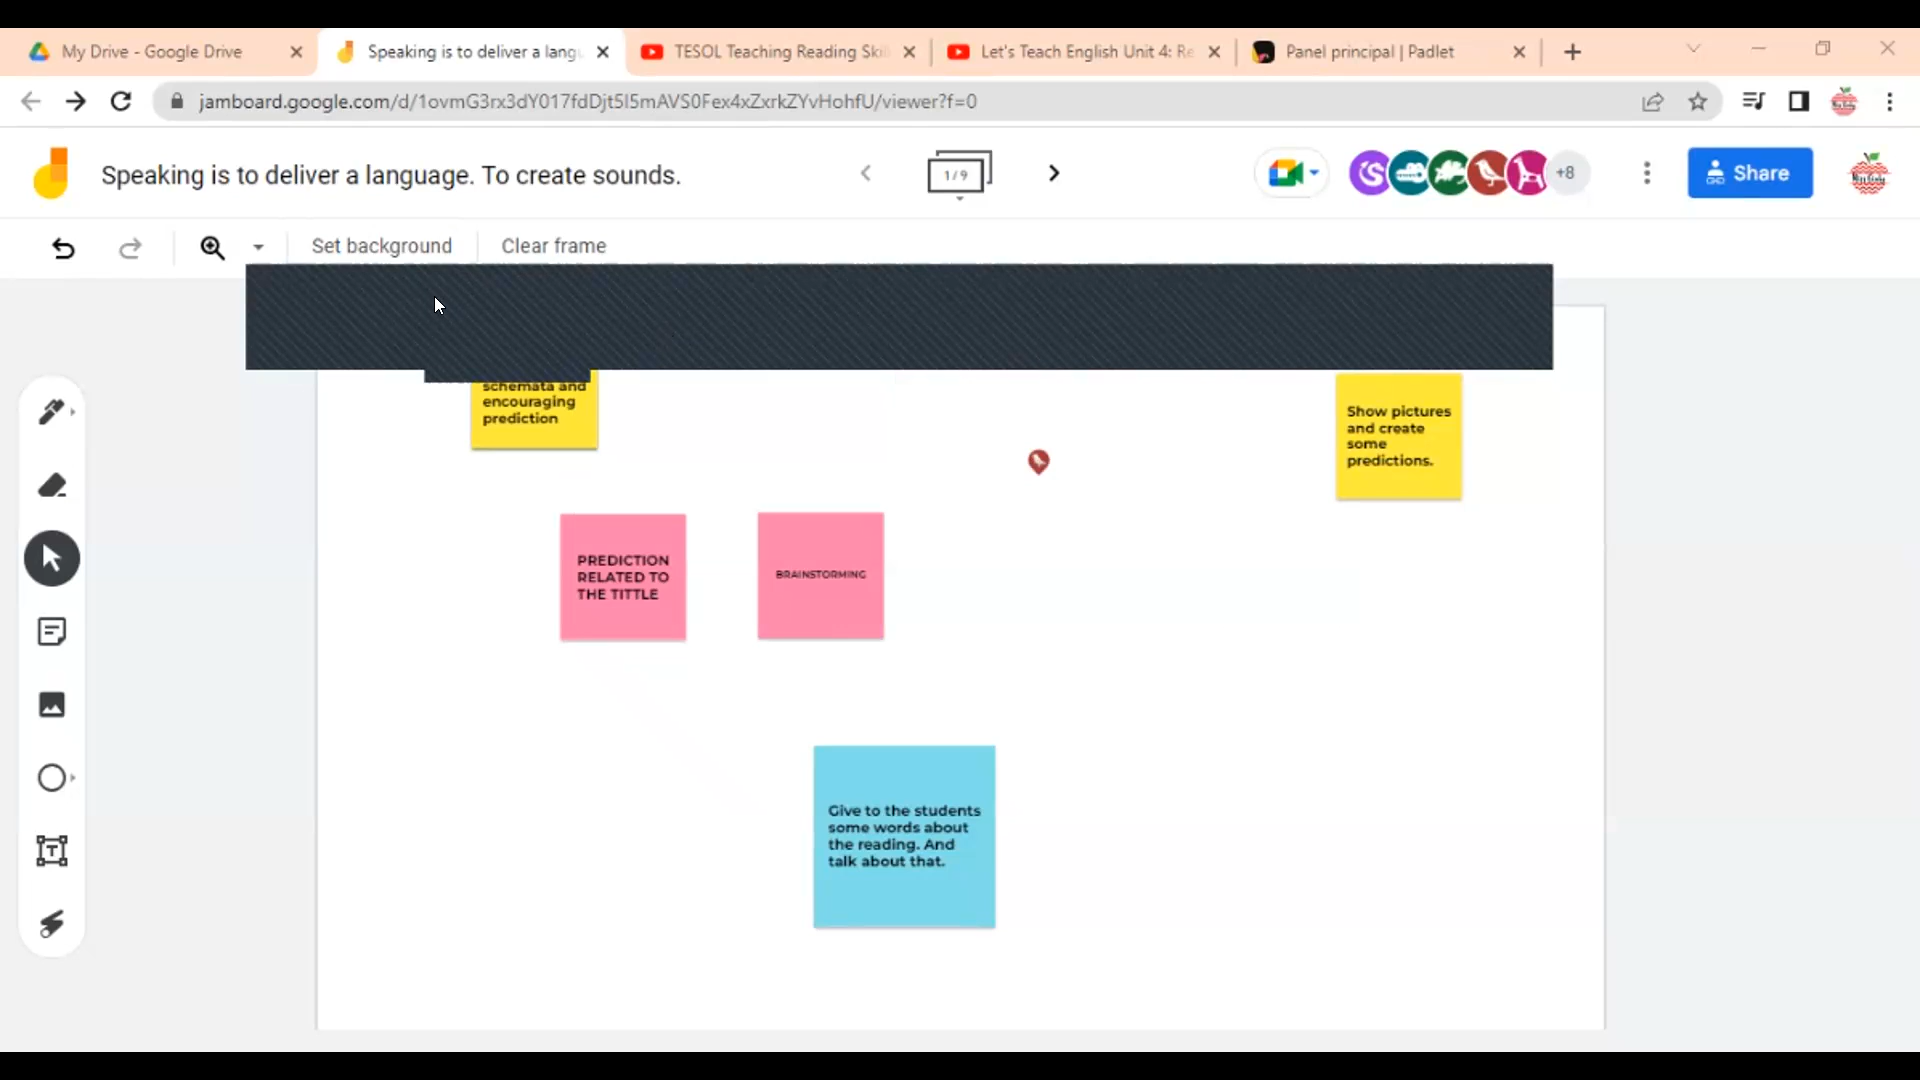 My Drive - Google Drive
Speaking is to deliver a lang
TESOL Teaching Reading Ski
Let's Teach English Unit 4: Re
Panel principal | Padlet
jamboard.google.com/d/1ovmG3rx3dY017fdDjt5I5mAVS0Fex4xZxrkZYvHohfU/viewer?f=0
Speaking is to deliver a language. To create sounds.
1/9
+8
Share
Set background
Clear frame
schemata and
encouraging
prediction
Show pictures
and create
some
predictions.
PREDICTION
RELATED TO
THE TITTLE
BRAINSTORMING
Give to the students
some words about
the reading. And
talk about that.